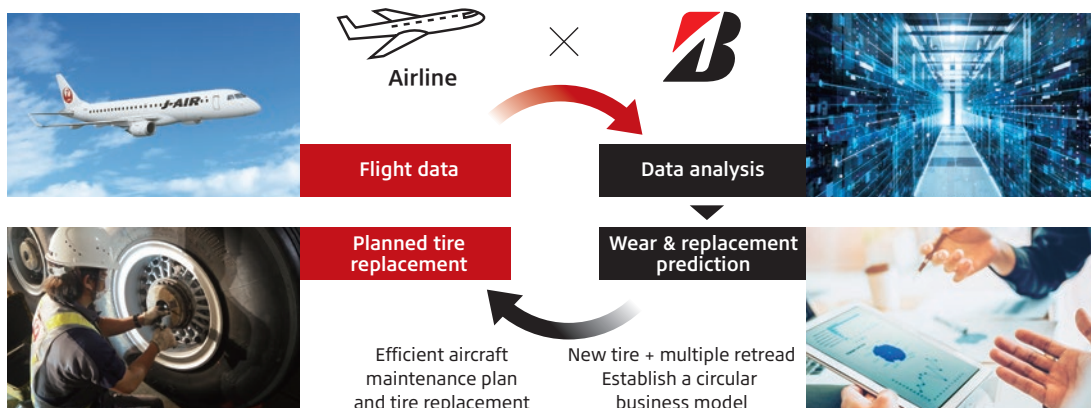 Airline
J-AIR
Flight data
Data analysis
Planned tire
replacement
Wear & replacement
prediction
Efficient aircraft
maintenance plan
and tire replacement
New tire + multiple retread
Establish a circular
business model